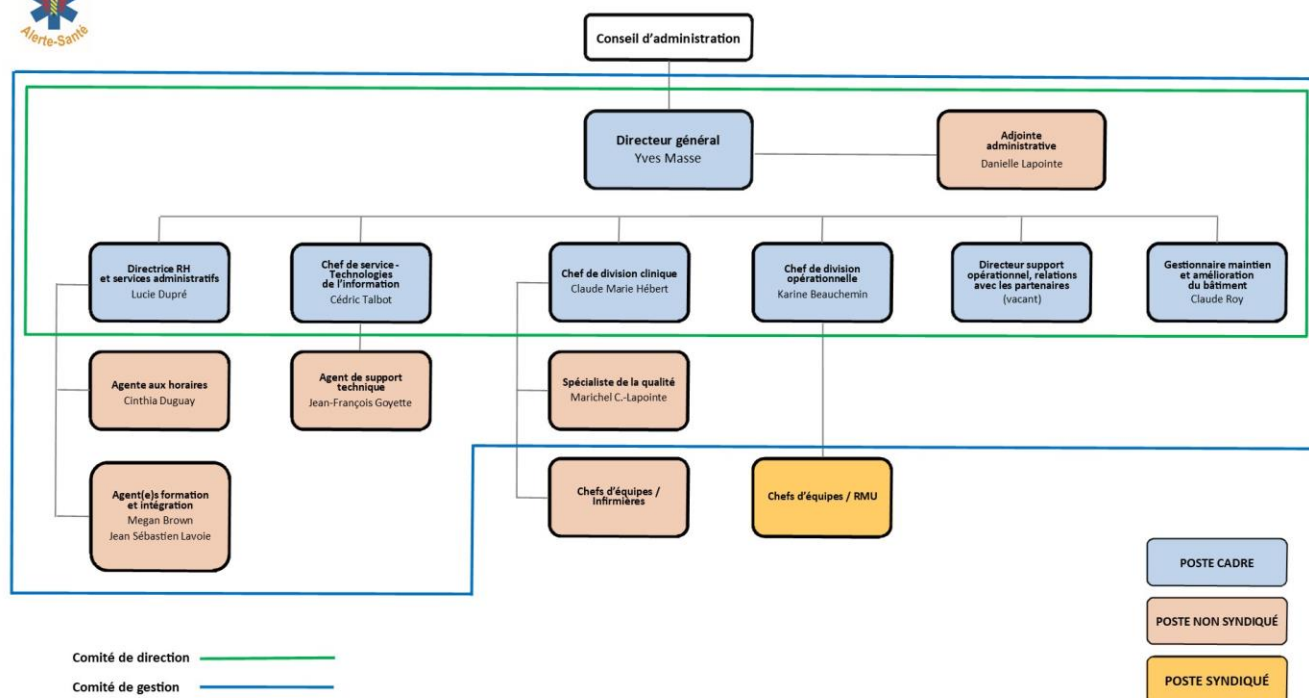 Alerte-Santé
Conseil d'administration
Directeur général
Yves Masse
Adjointe
administrative
Danielle Lapointe
Directrice RH
et services administratifs
Lucie Dupré
Chef de service -
Technologies
de l'information
Cédric Talbot
Chef de division clinique
Claude Marie Hébert
Chef de division
opérationnelle
Karine Beauchemin
Directeur support
opérationnel, relations
avec les partenaires
(vacant)
Gestionnaire maintien
et amélioration
du bâtiment
Claude Roy
Agente aux horaires
Cinthia Duguay
Agent de support
technique
Jean-François Goyette
Spécialiste de la qualité
Marichel C.-Lapointe
Agent(e)s formation
et intégration
Megan Brown
Jean Sébastien Lavoie
Chefs d'équipes /
Infirmières
Chefs d'équipes / RMU
POSTE CADRE
POSTE NON SYNDIQUÉ
POSTE SYNDIQUÉ
Comité de direction
Comité de gestion